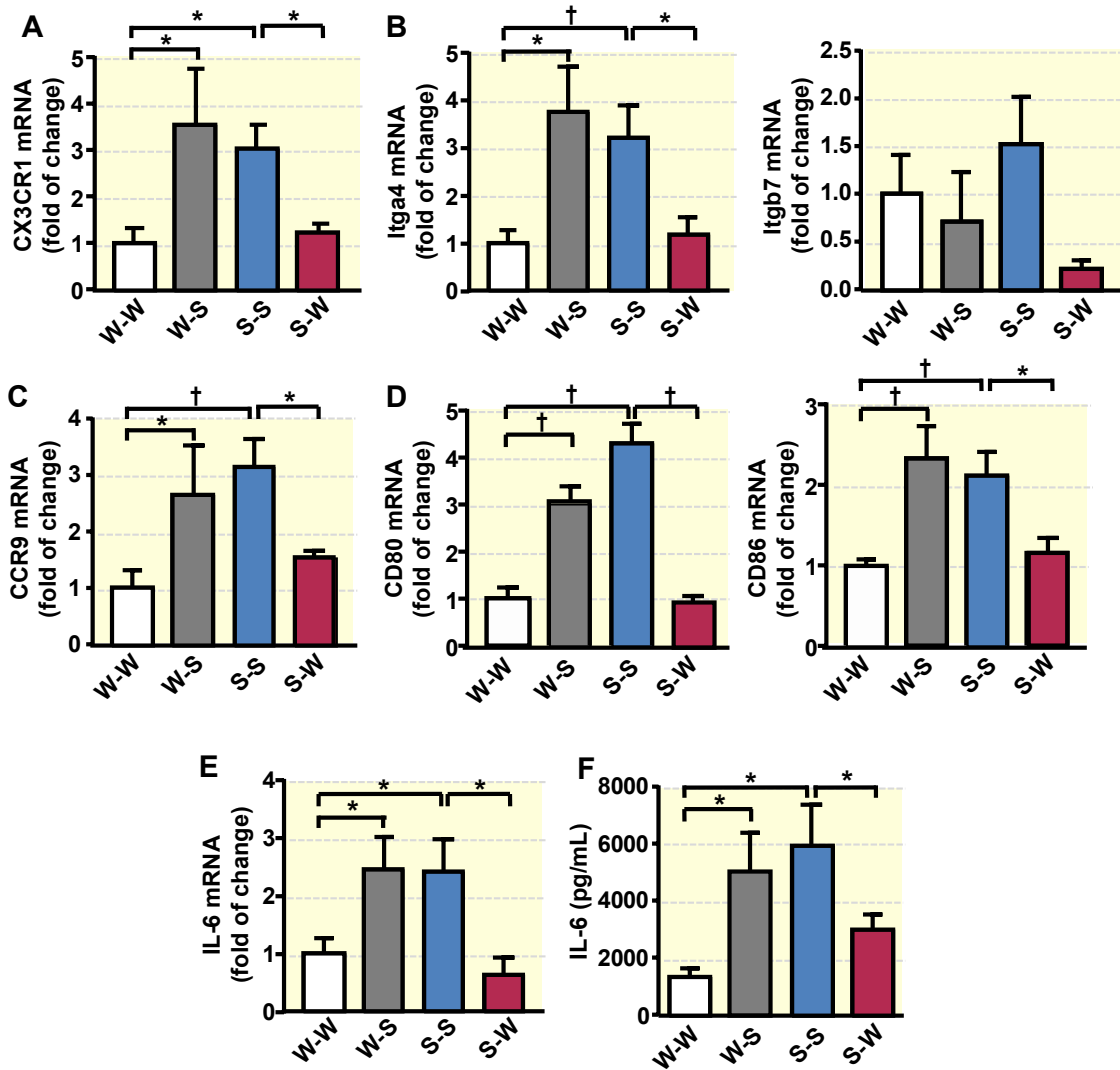 A
* *
*
CX3CR1 mRNA
(fold of change)
5
4
3
2
1
0
W-W W-S S-S S-W
B
† *
*
Itga4 mRNA
(fold of change)
5
4
3
2
1
0
W-W W-S S-S S-W
Itgb7 mRNA
(fold of change)
2.5
2.0
1.5
1.0
0.5
0.0
W-W W-S S-S S-W
C
† *
*
CCR9 mRNA
(fold of change)
4
3
2
1
0
W-W W-S S-S S-W
D
† †
†
CD80 mRNA
(fold of change)
5
4
3
2
1
0
W-W W-S S-S S-W
† *
†
CD86 mRNA
(fold of change)
3
2
1
0
W-W W-S S-S S-W
E
* *
*
IL-6 mRNA
(fold of change)
4
3
2
1
0
W-W W-S S-S S-W
F
* *
*
IL-6 (pg/mL)
8000
6000
4000
2000
0
W-W W-S S-S S-W